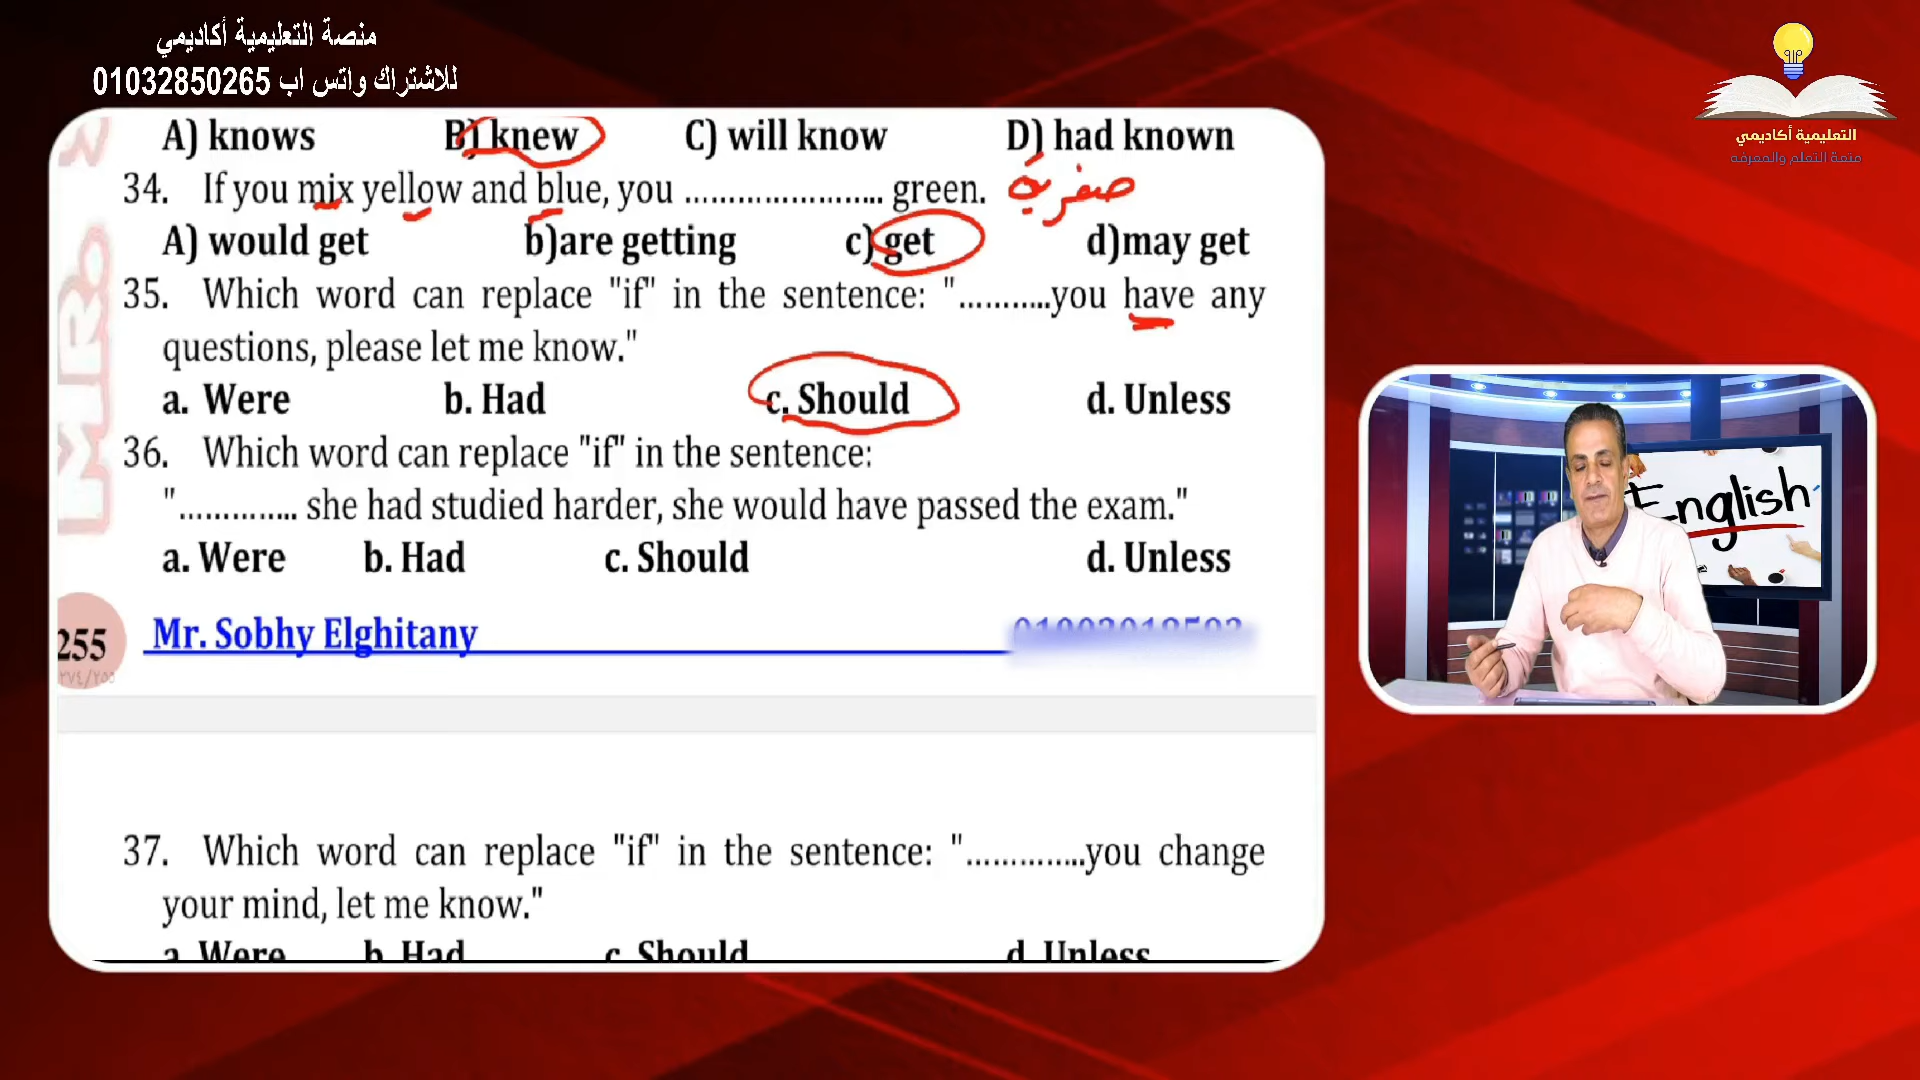 منصة التعليمية أكاديمي
للاشتراك واتس اب 01032850265
التعليمية أكاديمي
متعة التعلم والمعرفة
A) knows B) knew C) will know D) had known
34. If you mix yellow and blue, you ...................... green. صفرية
A) would get b)are getting c) get d)may get
35. Which word can replace "if" in the sentence: "...........you have any
questions, please let me know."
a. Were b. Had c. Should d. Unless
36. Which word can replace "if" in the sentence:
".............. she had studied harder, she would have passed the exam."
a. Were b. Had c. Should d. Unless
MR.
255
٢٧٤/٢٥٥
Mr. Sobhy Elghitany
37. Which word can replace "if" in the sentence: "..............you change
your mind, let me know."
a. Were b. Had c. Should d. Unless
English